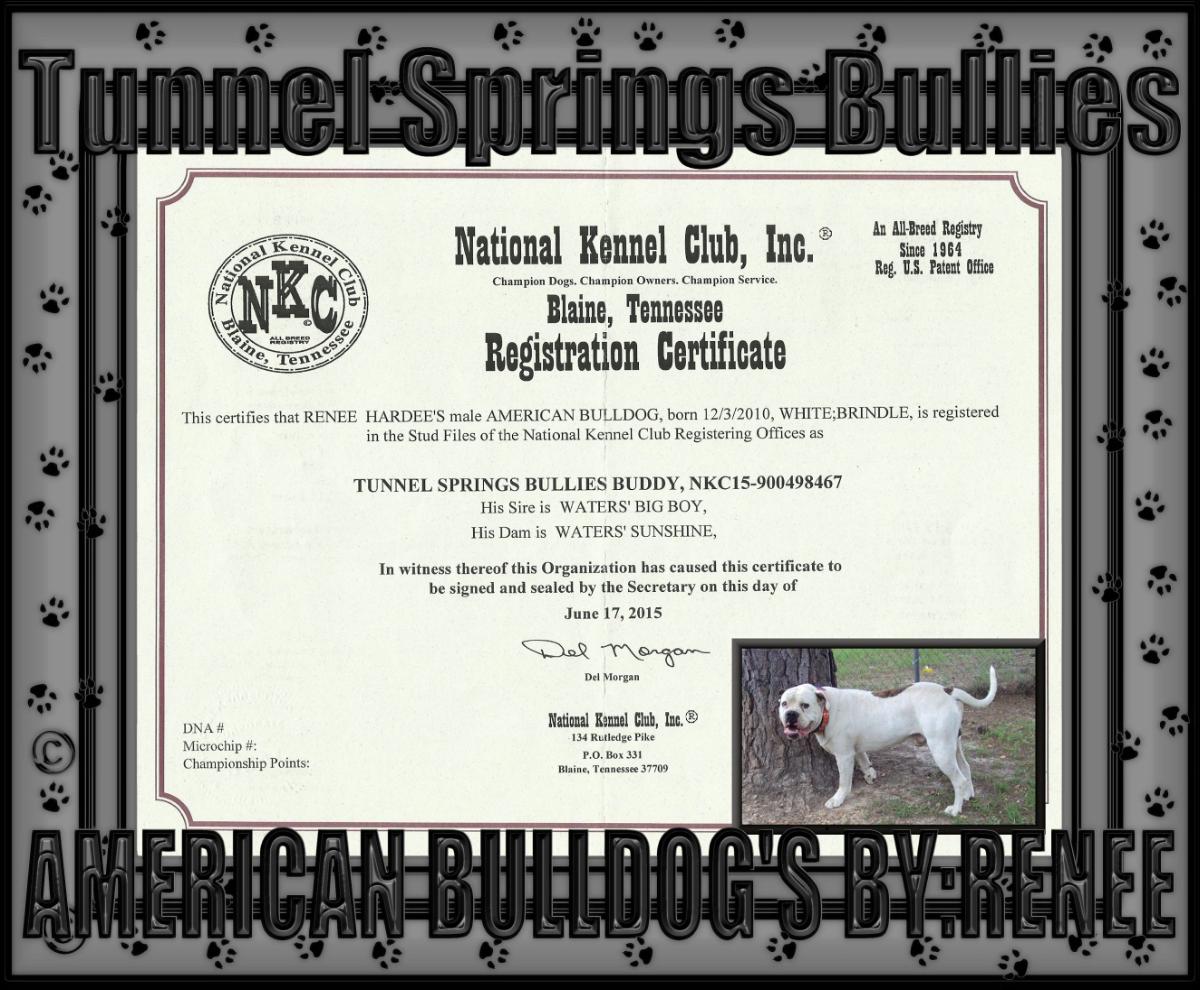 Tunnel Springs Bullies
National Kennel Club
NKC
©
ALL BREED
REGISTRY
Blaine, Tennessee
National Kennel Club, Inc.®
Champion Dogs. Champion Owners. Champion Service.
Blaine, Tennessee
Registration Certificate
An All-Breed Registry
Since 1964
Reg. U.S. Patent Office
This certifies that RENEE HARDEE'S male AMERICAN BULLDOG, born 12/3/2010, WHITE;BRINDLE, is registered
in the Stud Files of the National Kennel Club Registering Offices as
TUNNEL SPRINGS BULLIES BUDDY, NKC15-900498467
His Sire is WATERS' BIG BOY,
His Dam is WATERS' SUNSHINE,
In witness thereof this Organization has caused this certificate to
be signed and sealed by the Secretary on this day of
June 17, 2015
Del Morgan
Del Morgan
DNA #
Microchip #:
Championship Points:
National Kennel Club, Inc.®
134 Rutledge Pike
P.O. Box 331
Blaine, Tennessee 37709
©
AMERICAN BULLDOG'S BY:RENEE
©